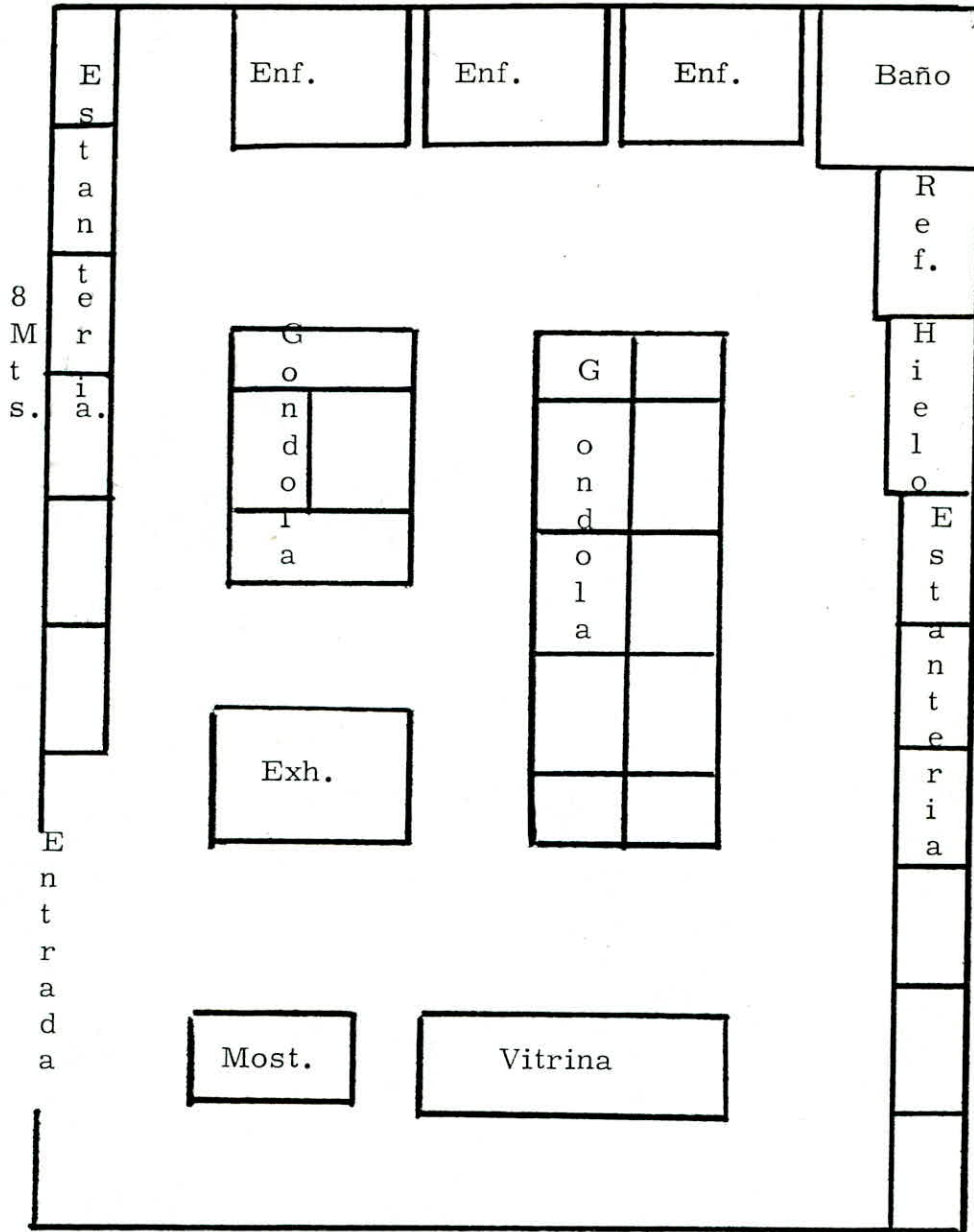 Enf.
Enf.
Enf.
Baño
Estanteria.
Ref.
8 Mts.
Gondola
Gondola
Hielo
Estanteria
Exh.
Entrada
Most.
Vitrina